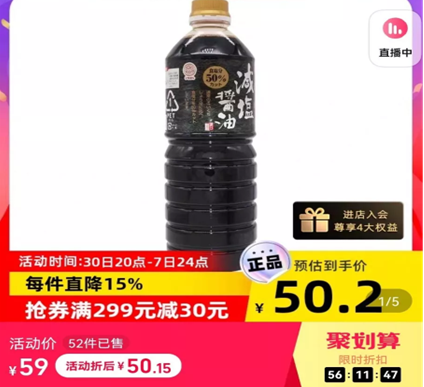 直播中
50%
減塩
醤油
进店入会
尊享4大权益
活动时间:30日20点-7日24点
正品
预估到手价
每件直降15%
抢券满299元减30元
¥50.2
1/5
活动价
52件已售
聚划算
¥59
活动折后¥50.15
限时折扣
56:11:47